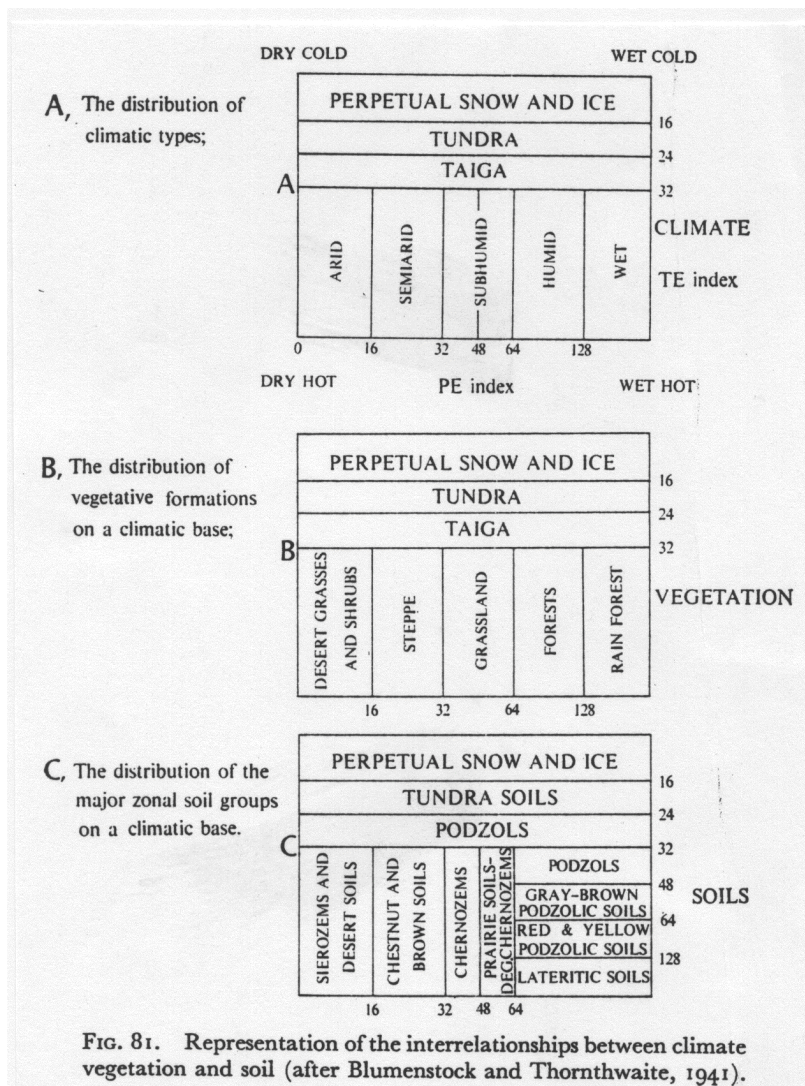 DRY COLD
WET COLD
A, The distribution of
climatic types;
PERPETUAL SNOW AND ICE
16
TUNDRA
24
TAIGA
32
A
ARID
SEMIARID
SUBHUMID
HUMID
WET
CLIMATE
TE index
0 16 32 48 64 128
DRY HOT
PE index
WET HOT
B, The distribution of
vegetative formations
on a climatic base;
PERPETUAL SNOW AND ICE
16
TUNDRA
24
TAIGA
32
B
DESERT GRASSES
AND SHRUBS
STEPPE
GRASSLAND
FORESTS
RAIN FOREST
VEGETATION
16 32 64 128
C, The distribution of the
major zonal soil groups
on a climatic base.
PERPETUAL SNOW AND ICE
16
TUNDRA SOILS
24
PODZOLS
32
C
SIEROZEMS AND
DESERT SOILS
CHESTNUT AND
BROWN SOILS
CHERNOZEMS
PRAIRIE SOILS–
DEG.CHERNOZEMS
PODZOLS
48
GRAY–BROWN
PODZOLIC SOILS
64
RED & YELLOW
PODZOLIC SOILS
128
LATERITIC SOILS
SOILS
16 32 48 64
FIG. 81. Representation of the interrelationships between climate
vegetation and soil (after Blumenstock and Thornthwaite, 1941).